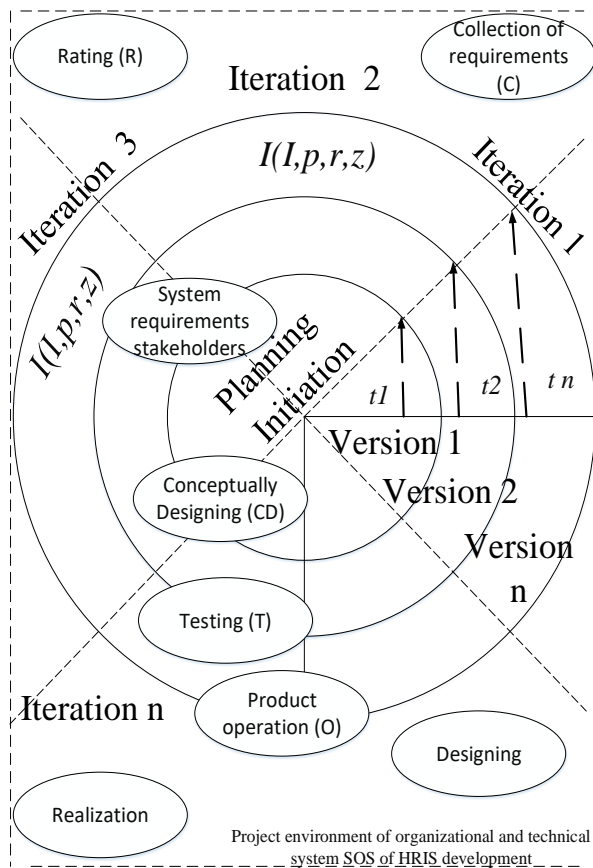 Rating (R)
Collection of
requirements
(C)
Iteration 2
Iteration 3
I(I,p,r,z)
Iteration 1
I(I,p,r,z)
System
requirements
stakeholders
Planning
Initiation
t1
t2
t n
Version 1
Conceptually
Designing (CD)
Version 2
Version
n
Testing (T)
Iteration n
Product
operation (O)
Designing
Realization
Project environment of organizational and technical
system SOS of HRIS development